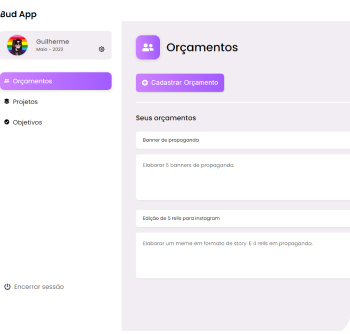 Bud App
Guilherme
Maio - 2023
Orçamentos
Projetos
Objetivos
Encerrar sessão
Orçamentos
Cadastrar Orçamento
Seus orçamentos
Banner de propaganda
Elaborar 5 banners de propaganda.
Edição de 5 reils para instagram
Elaborar um meme em formato de story. E 4 reils em propaganda.